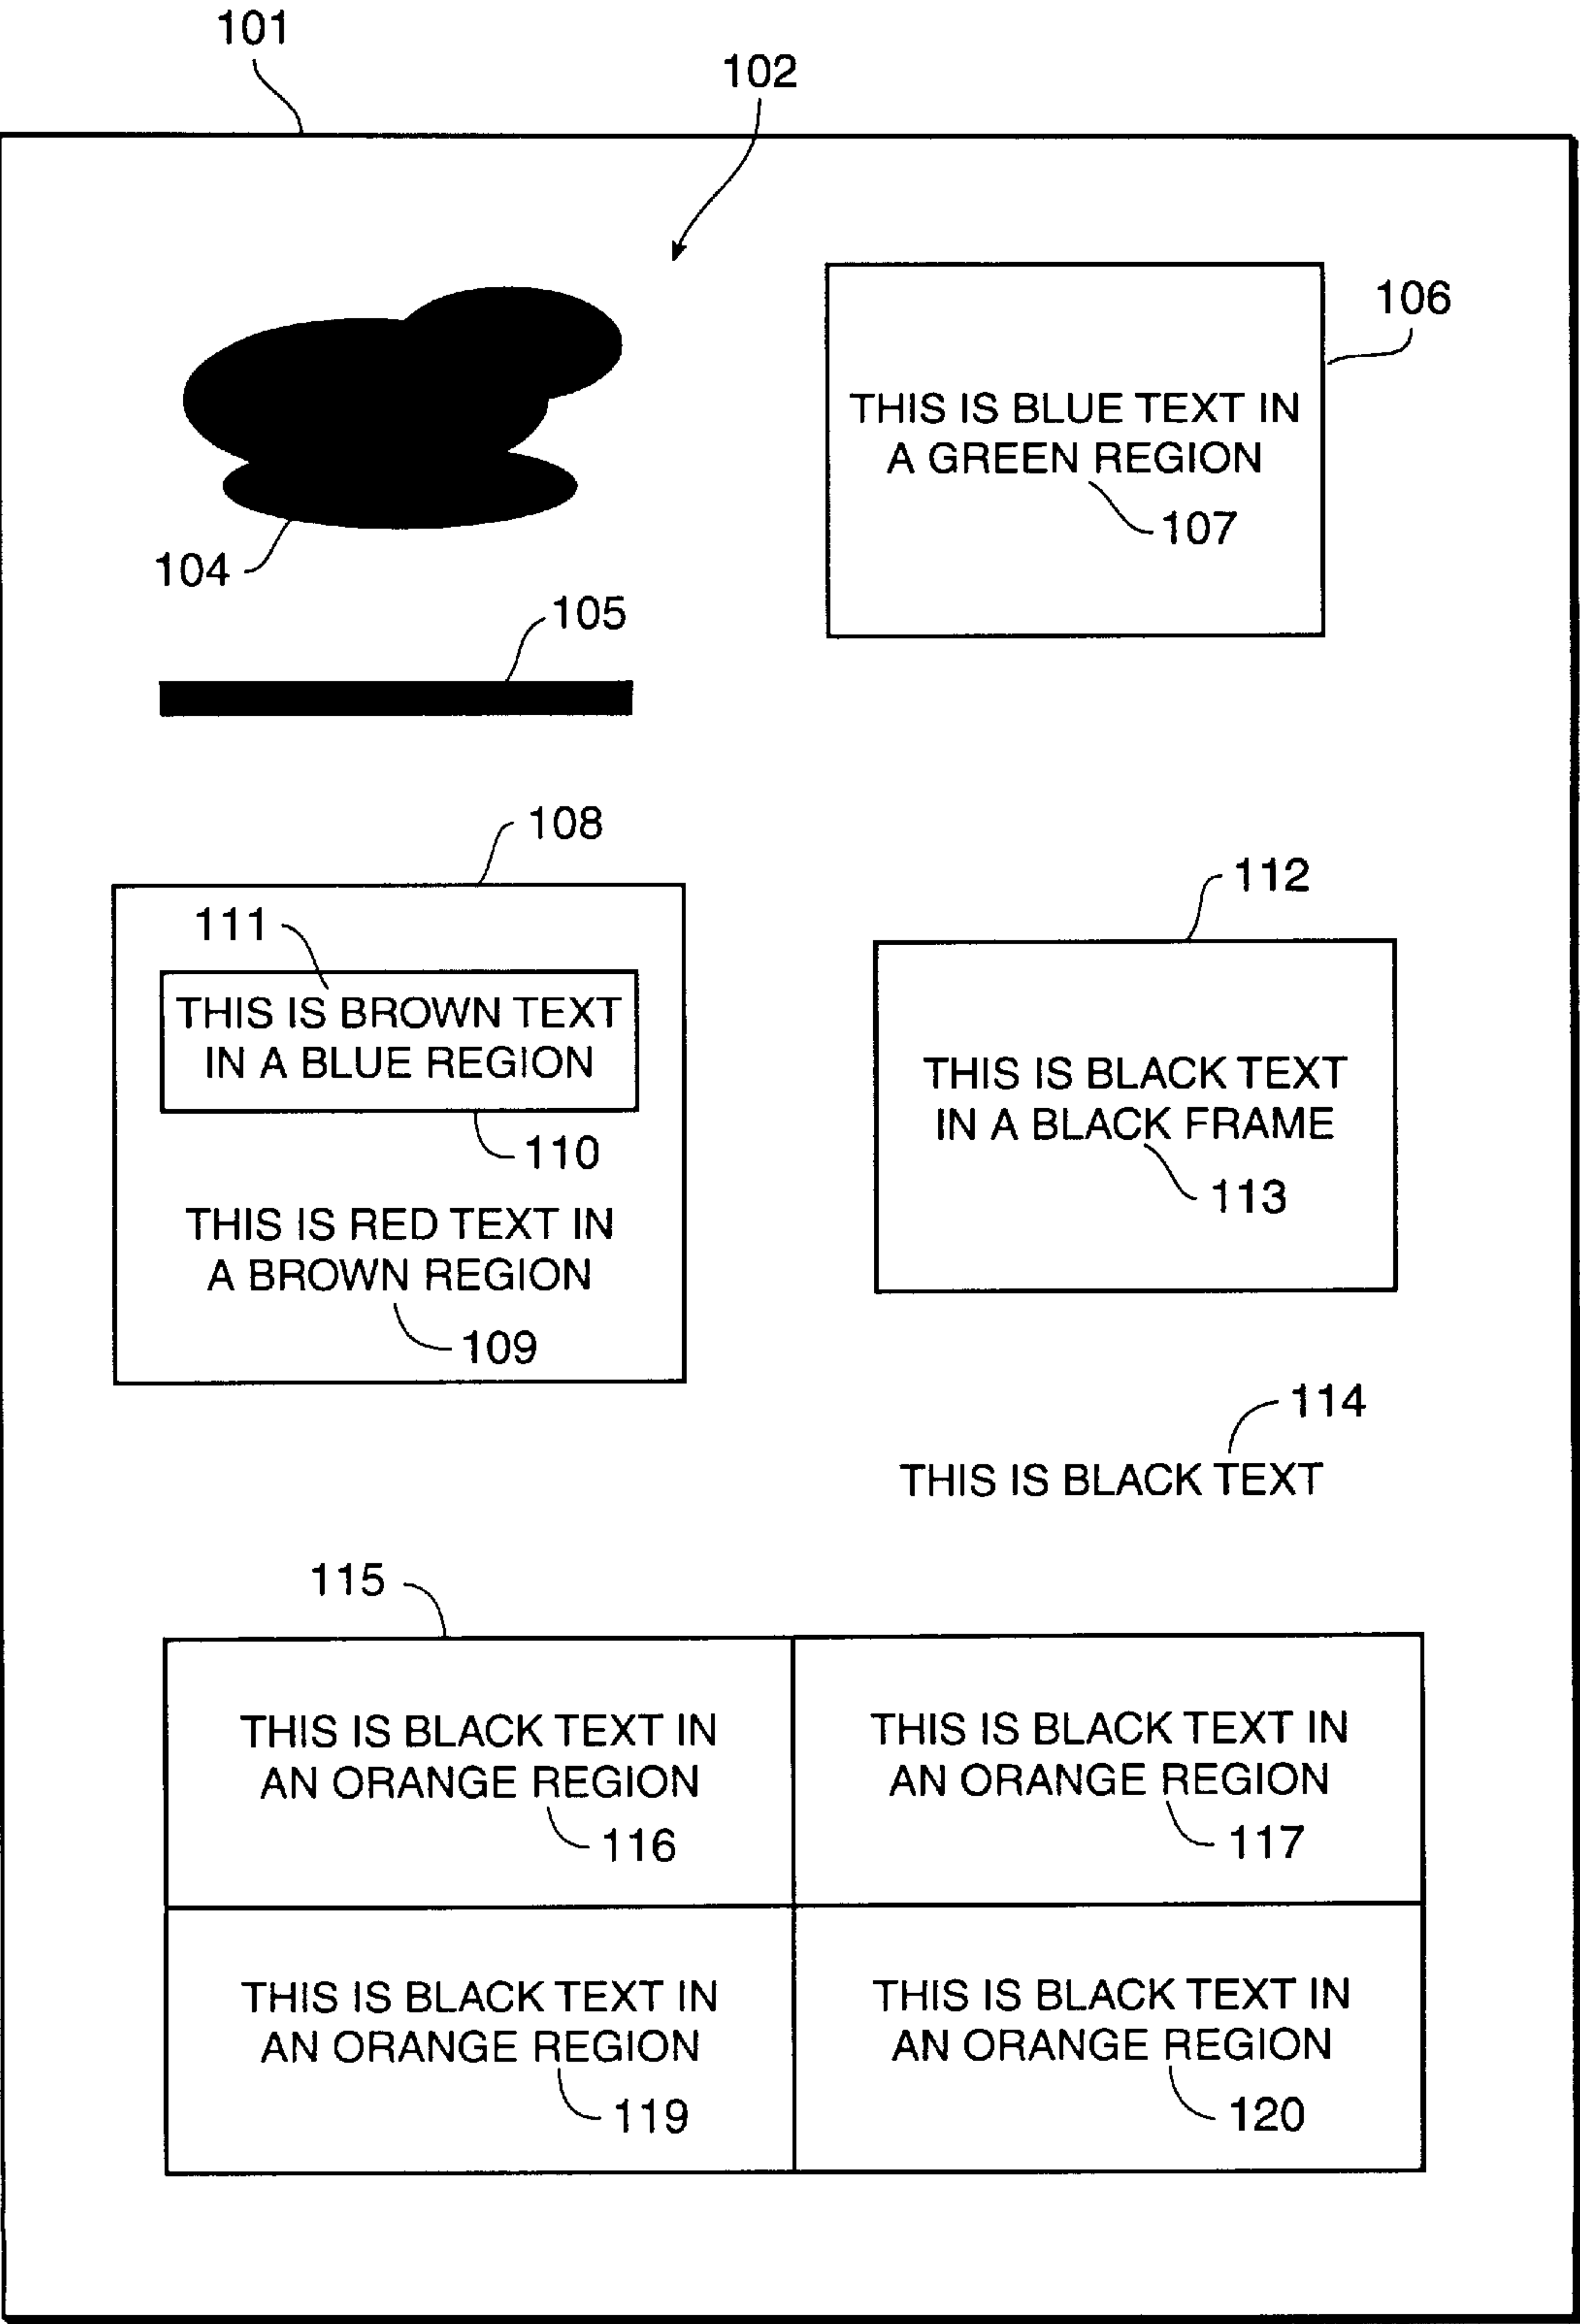 101
102
106
THIS IS BLUE TEXT IN
A GREEN REGION
107
104
105
108
111
THIS IS BROWN TEXT
IN A BLUE REGION
110
THIS IS RED TEXT IN
A BROWN REGION
109
112
THIS IS BLACK TEXT
IN A BLACK FRAME
113
114
THIS IS BLACK TEXT
115
THIS IS BLACK TEXT IN
AN ORANGE REGION
116
THIS IS BLACK TEXT IN
AN ORANGE REGION
117
THIS IS BLACK TEXT IN
AN ORANGE REGION
119
THIS IS BLACK TEXT IN
AN ORANGE REGION
120